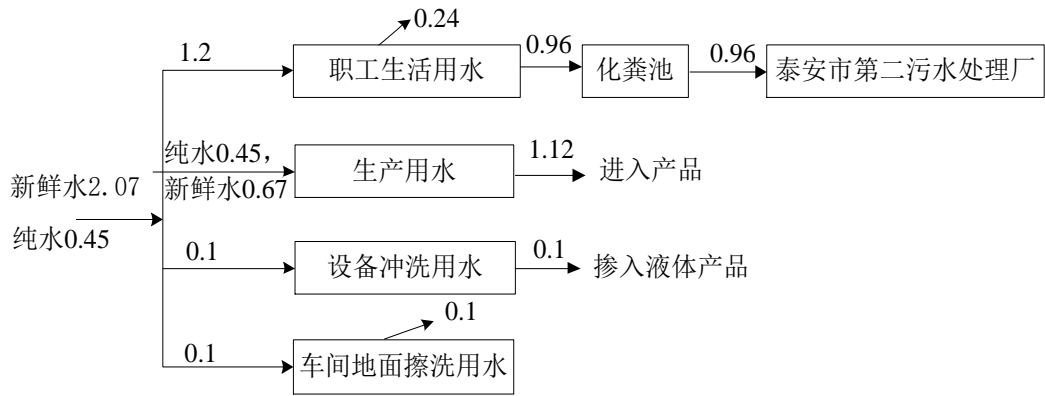 0.24
1.2
职工生活用水
0.96
化粪池
0.96
泰安市第二污水处理厂
纯水0.45，
新鲜水0.67
生产用水
1.12
进入产品
新鲜水2.07
纯水0.45
0.1
设备冲洗用水
0.1
掺入液体产品
0.1
0.1
车间地面擦洗用水